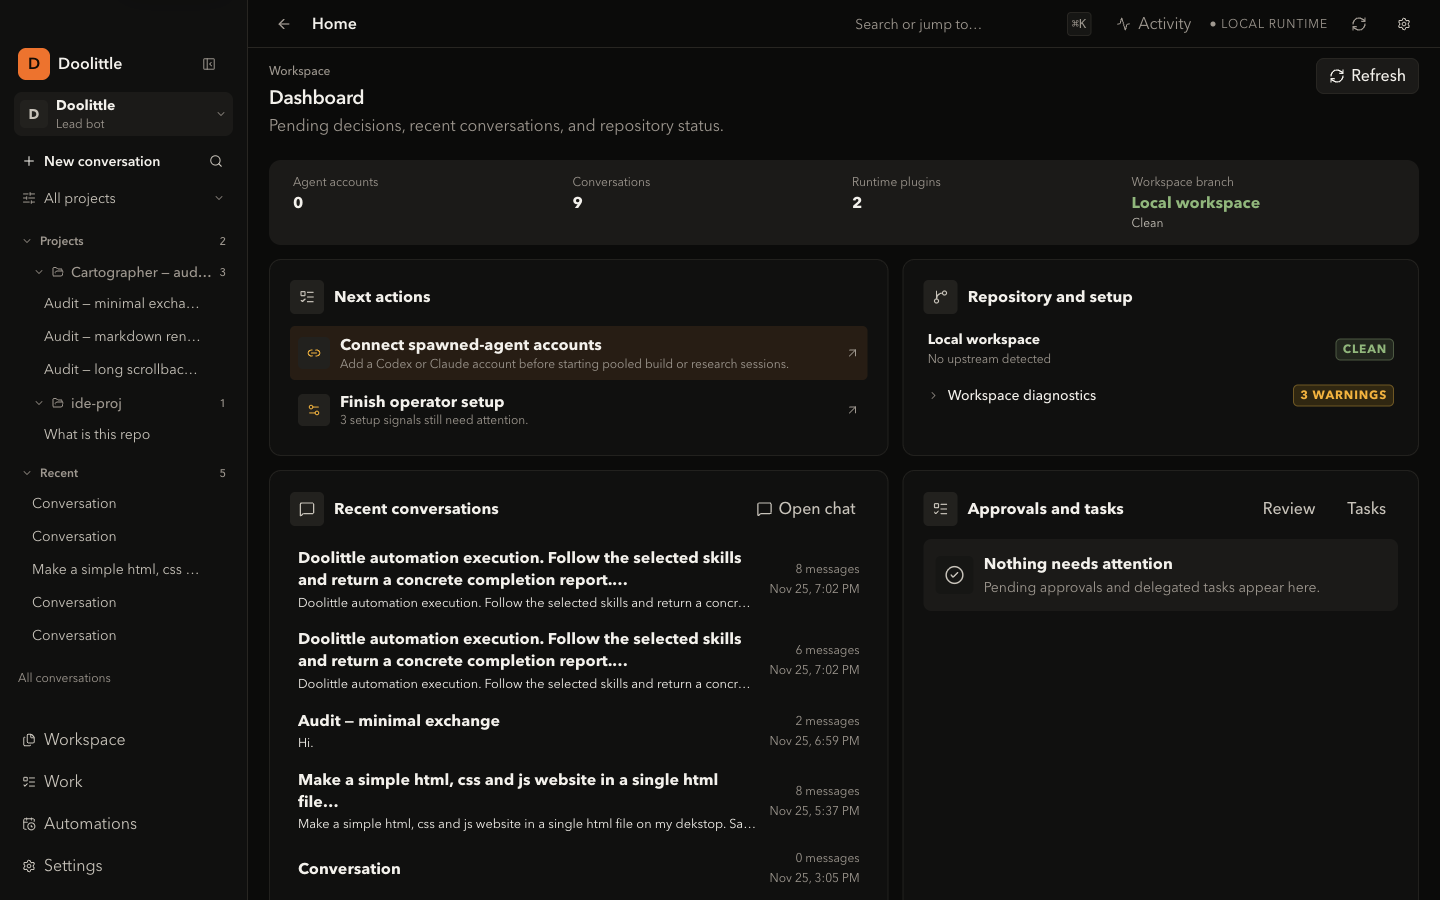 D
Doolittle
D
Doolittle
Lead bot
New conversation
All projects
Projects 2
Cartographer – aud... 3
Audit – minimal excha...
Audit – markdown ren...
Audit – long scrollbac...
ide-proj 1
What is this repo
Recent 5
Conversation
Conversation
Make a simple html, css ...
Conversation
Conversation
All conversations
Workspace
Work
Automations
Settings
Home
Search or jump to...
⌘K
Activity
LOCAL RUNTIME
Workspace
Dashboard
Pending decisions, recent conversations, and repository status.
Refresh
Agent accounts
0
Conversations
9
Runtime plugins
2
Workspace branch
Local workspace
Clean
Next actions
Connect spawned-agent accounts
Add a Codex or Claude account before starting pooled build or research sessions.
Finish operator setup
3 setup signals still need attention.
Repository and setup
Local workspace
No upstream detected
CLEAN
Workspace diagnostics
3 WARNINGS
Recent conversations
Open chat
Doolittle automation execution. Follow the selected skills
and return a concrete completion report....
Doolittle automation execution. Follow the selected skills and return a concr...
8 messages
Nov 25, 7:02 PM
Doolittle automation execution. Follow the selected skills
and return a concrete completion report....
Doolittle automation execution. Follow the selected skills and return a concr...
6 messages
Nov 25, 7:02 PM
Audit – minimal exchange
Hi.
2 messages
Nov 25, 6:59 PM
Make a simple html, css and js website in a single html
file...
Make a simple html, css and js website in a single html file on my dekstop. Sa...
8 messages
Nov 25, 5:37 PM
Conversation
0 messages
Nov 25, 3:05 PM
Approvals and tasks
Review
Tasks
Nothing needs attention
Pending approvals and delegated tasks appear here.